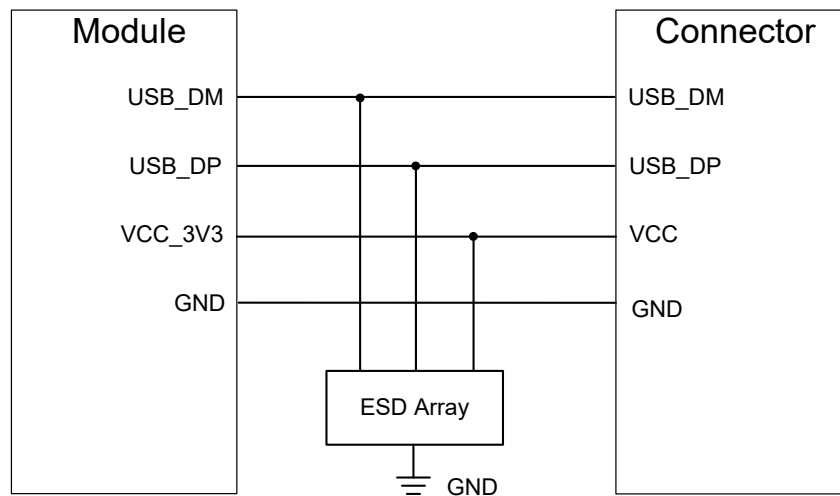 Module
Connector
USB_DM
USB_DM
USB_DP
USB_DP
VCC_3V3
VCC
GND
GND
ESD Array
GND